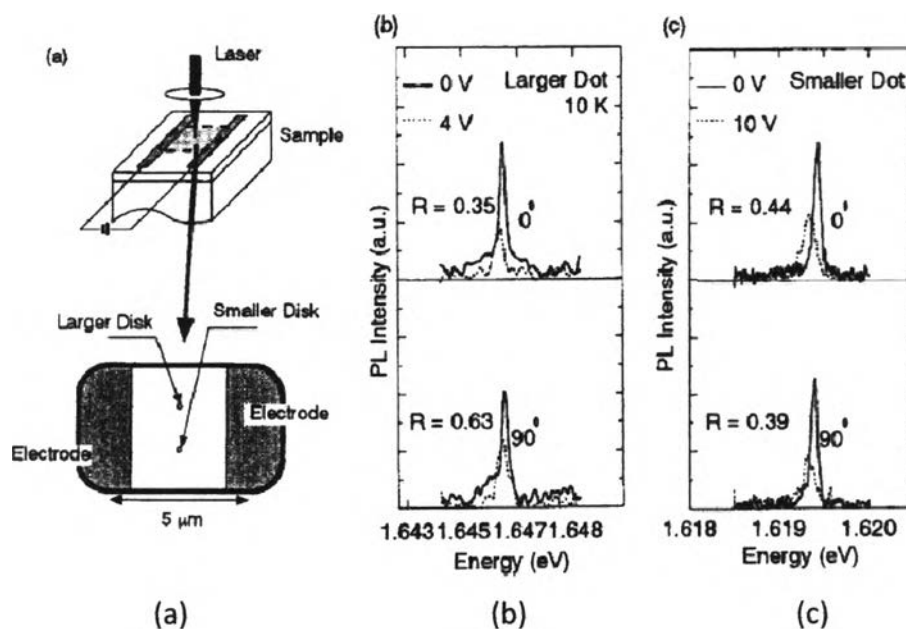 (a)
Laser
Sample
Larger Disk
Smaller Disk
Electrode
Electrode
5 μm
(b)
0 V
Larger Dot
10 K
4 V
R = 0.35
0°
R = 0.63
90°
PL Intensity (a.u.)
1.643 1.645 1.647 1.648
Energy (eV)
(c)
0 V
Smaller Dot
10 V
R = 0.44
0°
R = 0.39
90°
PL Intensity (a.u.)
1.618 1.619 1.620
Energy (eV)
(a) (b) (c)